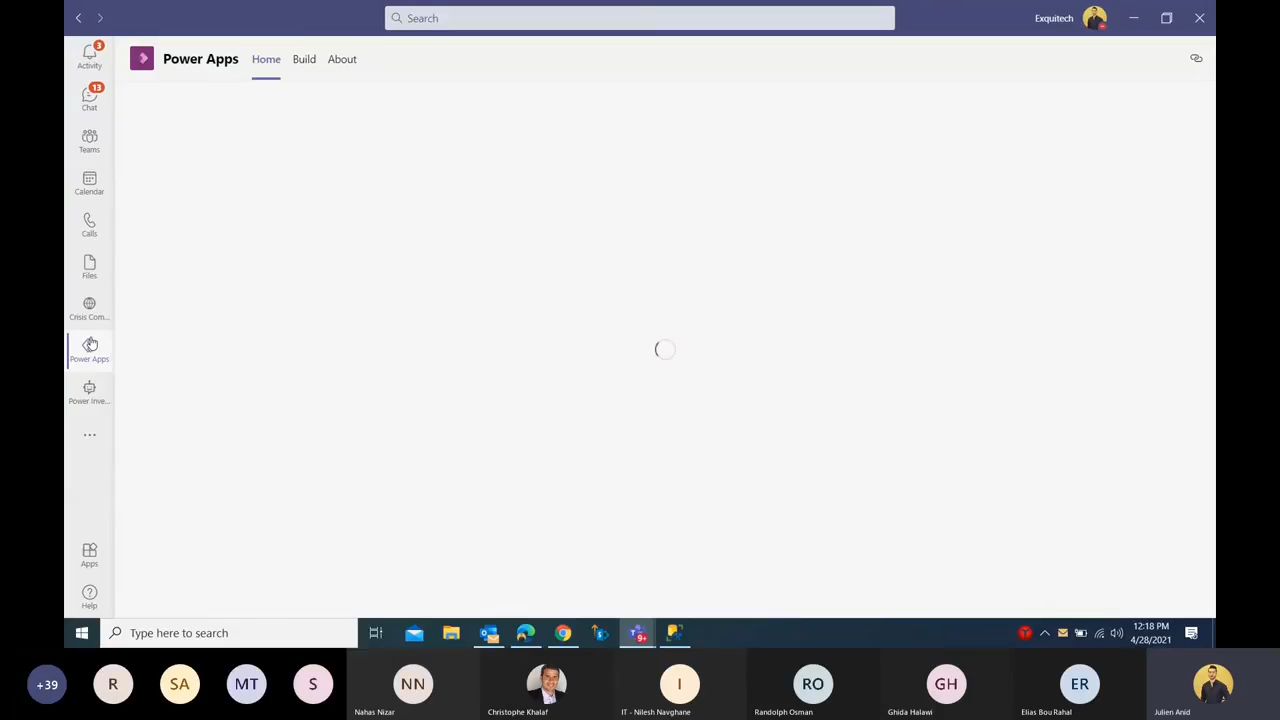 Search
Exquitech
Power Apps
Home
Build
About
3
Activity
13
Chat
Teams
Calendar
Calls
Files
Crisis Com...
Power Apps
Power Inve...
Apps
Help
Type here to search
9+
12:18 PM
4/28/2021
+39
R
SA
MT
S
NN
I
RO
GH
ER
Nahas Nizar
Christophe Khalaf
IT - Nilesh Navghane
Randolph Osman
Ghida Halawi
Elias Bou Rahal
Julien Anid